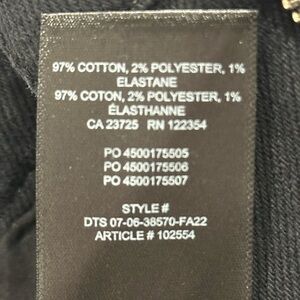 97% COTTON, 2% POLYESTER, 1%
ELASTANE
97% COTON, 2% POLYESTER, 1%
ÉLASTHANNE
CA 23725 RN 122354
PO 4500175505
PO 4500175506
PO 4500175507
STYLE #
DTS 07-06-38570-FA22
ARTICLE # 102554